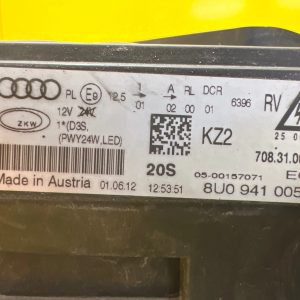 PL E9 12,5 1 A RL DCR
01 02 00 01 6396 RV
12V 24V
ZKW
1*(D3S,
(PWY24W,LED)
KZ2
25 0
708.31.0
20S
05-00157071
Made in Austria 01.06.12 12:53:51 8U0 941 005